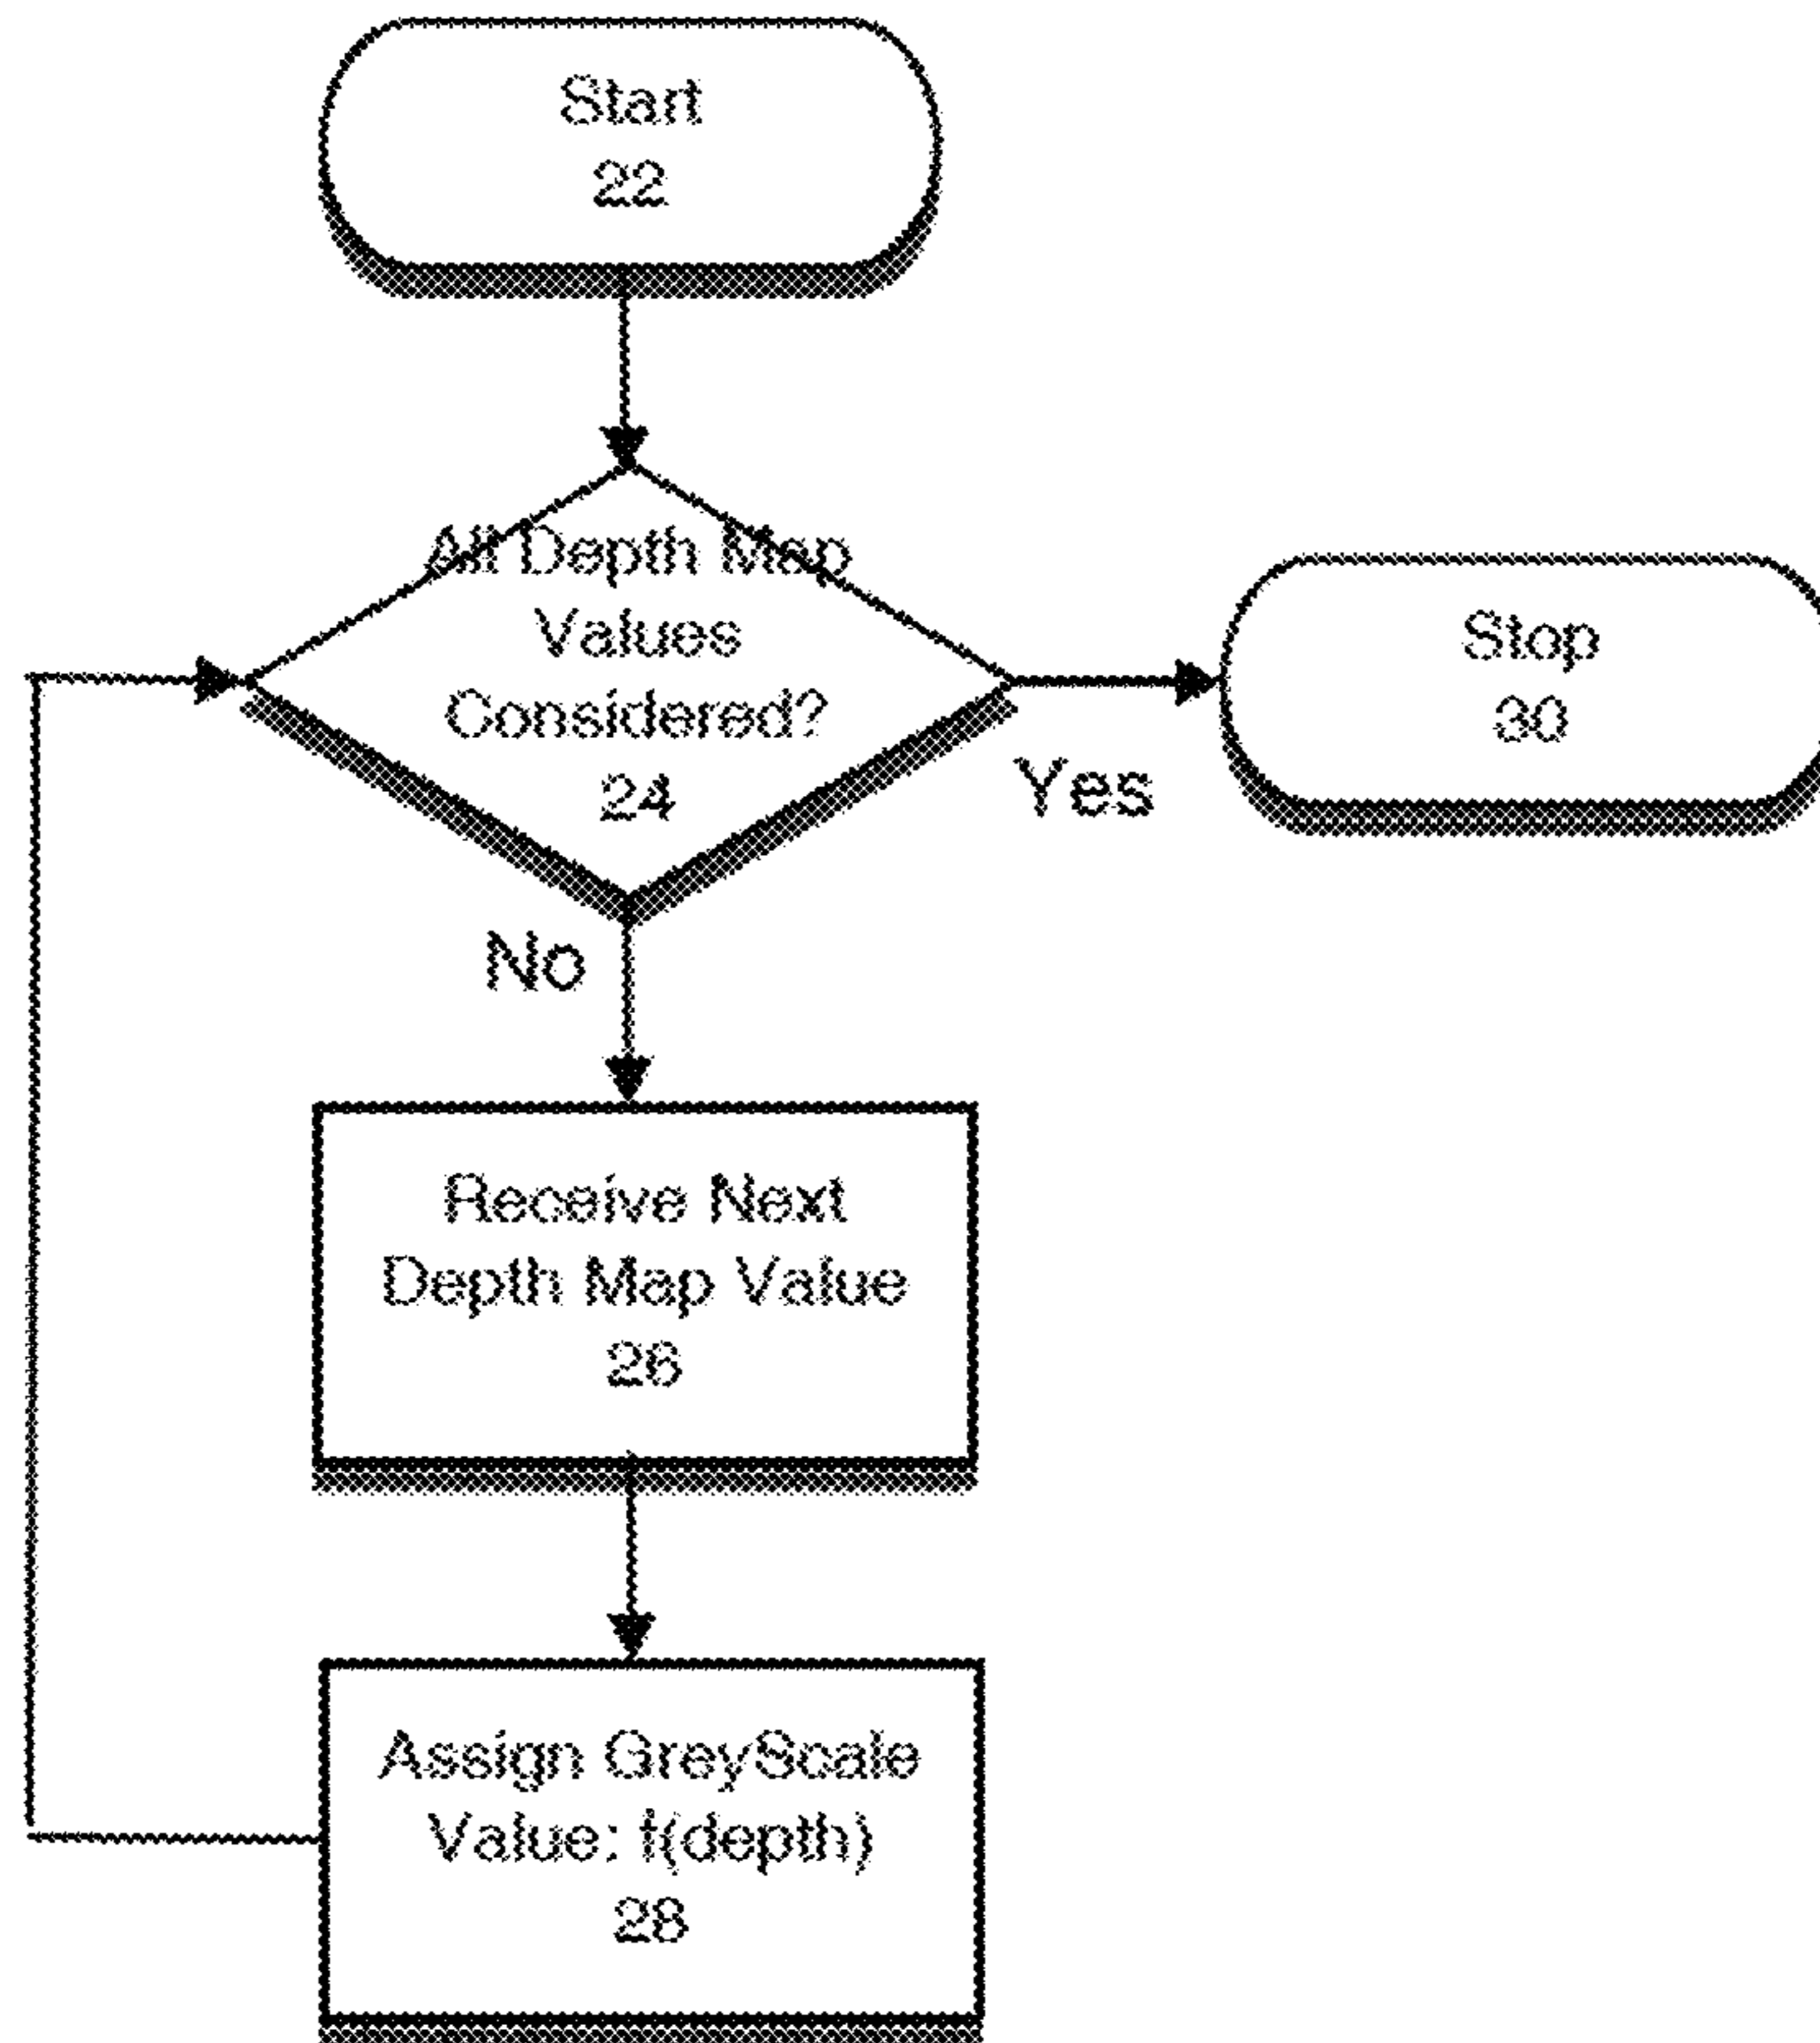 Start
22
All Depth Map
Values
Considered?
24
Yes
Stop
30
No
Receive Next
Depth Map Value
26
Assign GreyScale
Value: f(depth)
28